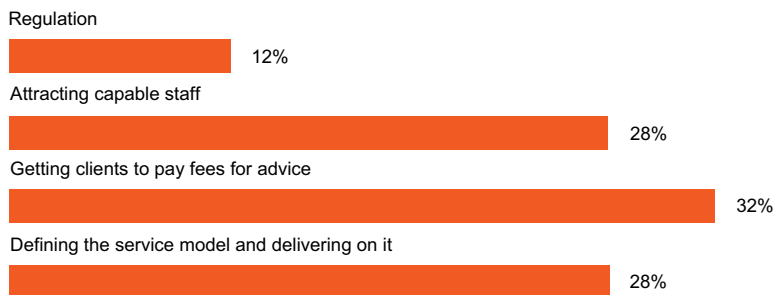 Regulation
12%
Attracting capable staff
28%
Getting clients to pay fees for advice
32%
Defining the service model and delivering on it
28%